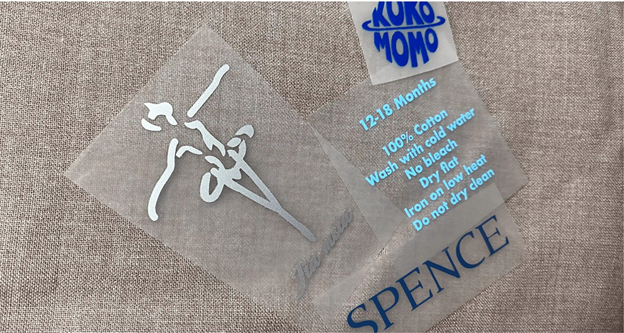 KUKO
MOMO
12-18 Months
100% Cotton
Wash with cold water
No bleach
Dry flat
Iron on low heat
Do not dry clean
SPENCE